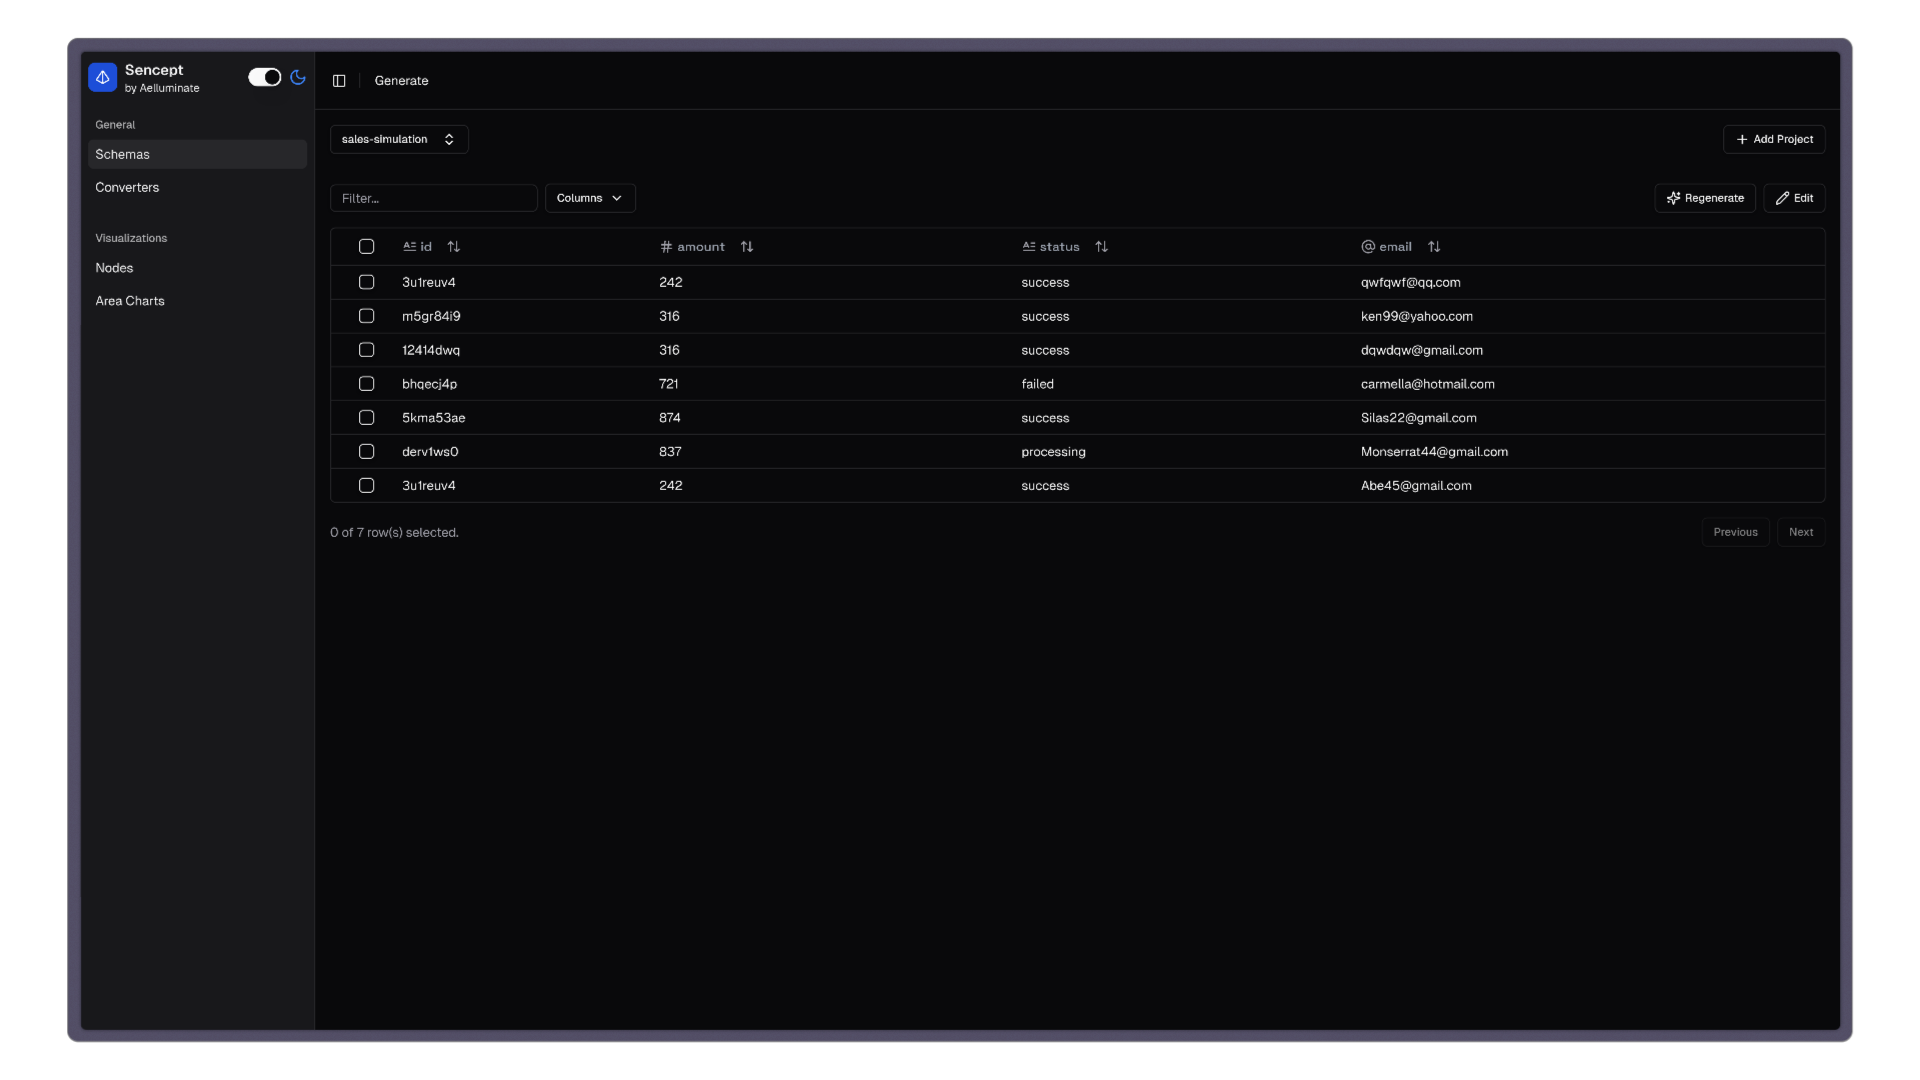 Sencept
by Aelluminate
General
Schemas
Converters
Visualizations
Nodes
Area Charts
Generate
sales-simulation
+ Add Project
Filter...
Columns
Regenerate
Edit
id amount status @ email
3u1reuv4 242 success qwfqwf@qq.com
m5gr84i9 316 success ken99@yahoo.com
12414dwq 316 success dqwdqw@gmail.com
bhqecj4p 721 failed carmella@hotmail.com
5kma53ae 874 success Silas22@gmail.com
derv1ws0 837 processing Monserrat44@gmail.com
3u1reuv4 242 success Abe45@gmail.com
0 of 7 row(s) selected.
Previous
Next